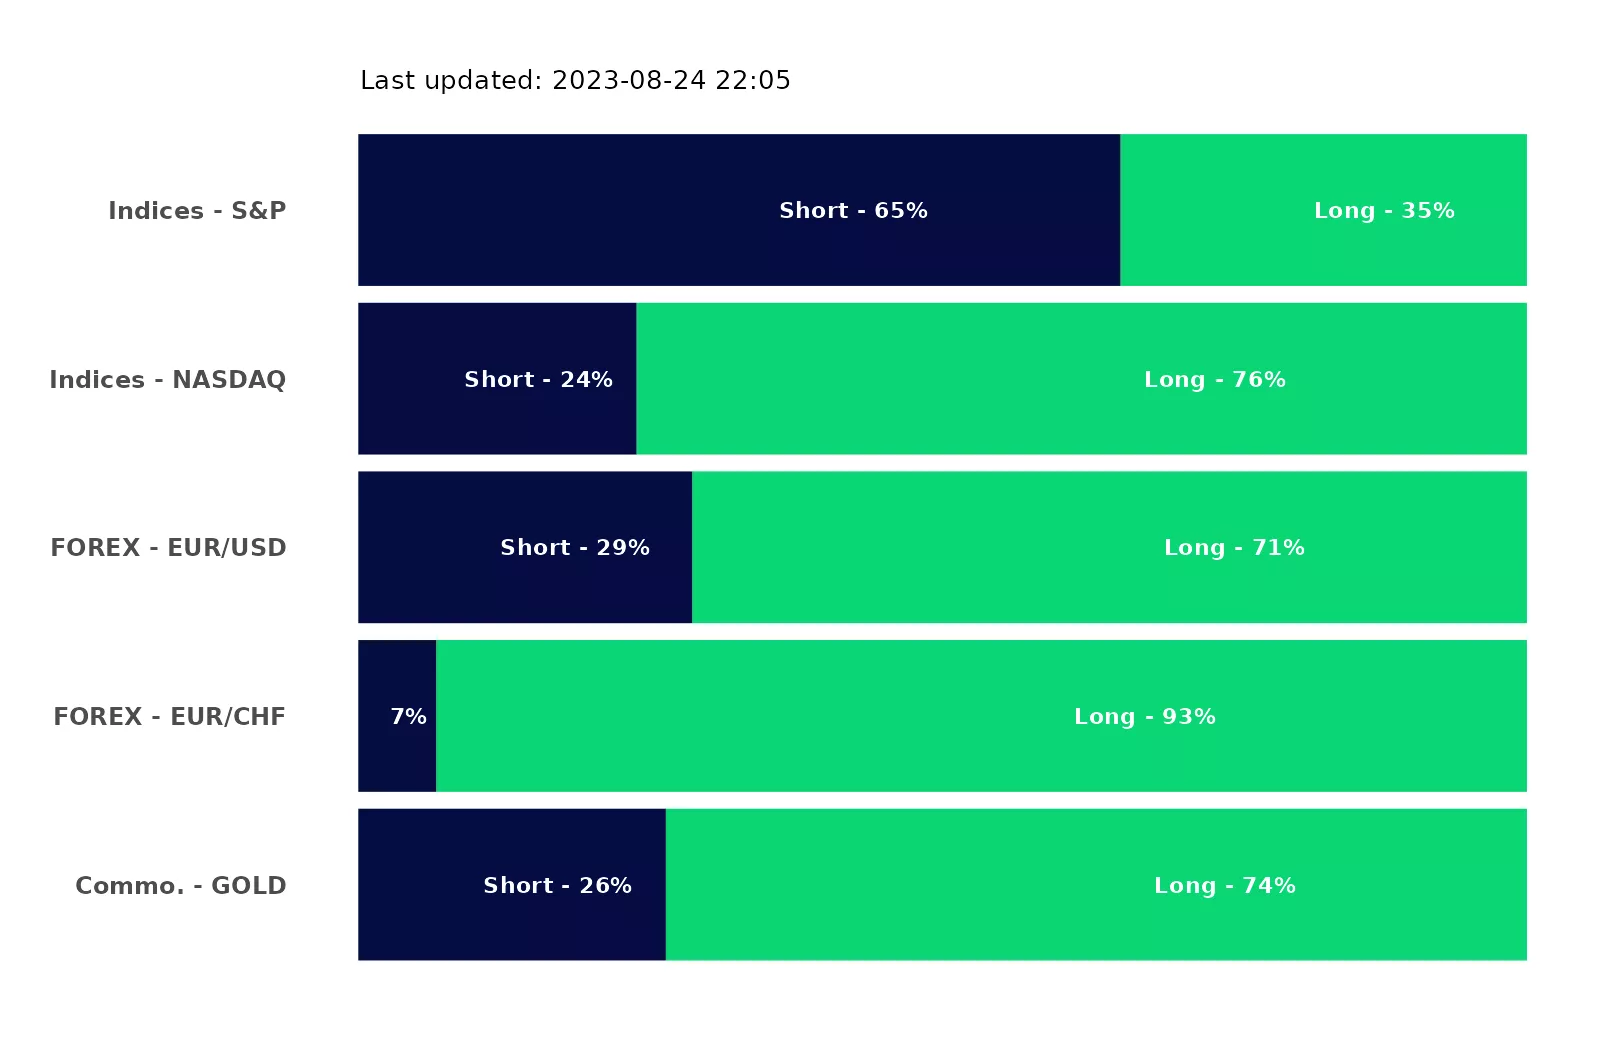 Last updated: 2023-08-24 22:05
Indices - S&P
Short - 65%
Long - 35%
Indices - NASDAQ
Short - 24%
Long - 76%
FOREX - EUR/USD
Short - 29%
Long - 71%
FOREX - EUR/CHF
7%
Long - 93%
Commo. - GOLD
Short - 26%
Long - 74%